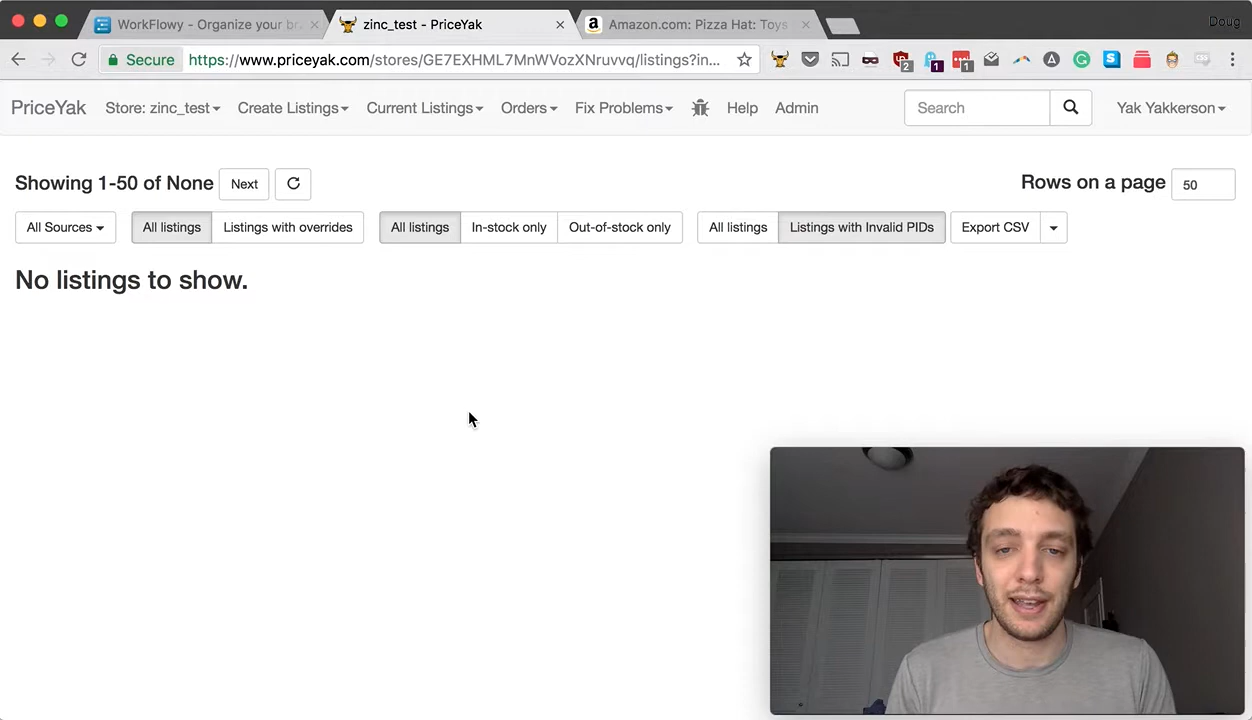 Doug
WorkFlowy - Organize your br
zinc_test - PriceYak
Amazon.com: Pizza Hat: Toys
Secure
https://www.priceyak.com/stores/GE7EXHML7MnWVozXNruvvq/listings?in...
2
1
1
PriceYak
Store: zinc_test
Create Listings
Current Listings
Orders
Fix Problems
Help
Admin
Search
Yak Yakkerson
Showing 1-50 of None
Next
Rows on a page
50
All Sources
All listings
Listings with overrides
All listings
In-stock only
Out-of-stock only
All listings
Listings with Invalid PIDs
Export CSV
No listings to show.